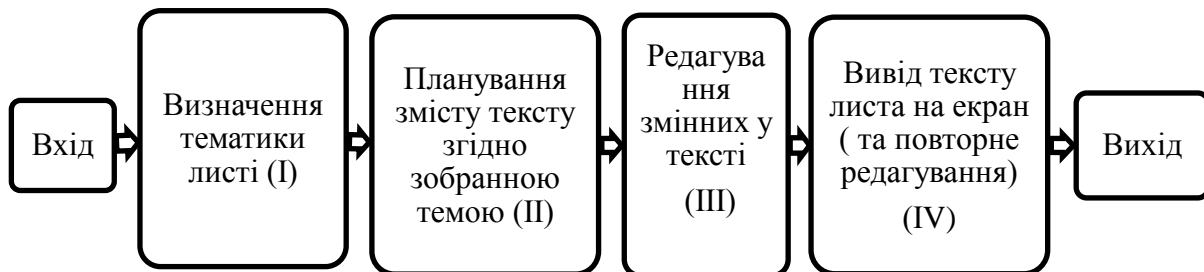 Вхід
Визначення
тематики
листі (I)
Планування
змісту тексту
згідно
зобранною
темою (II)
Редагува
ння
змінних у
тексті
(III)
Вивід тексту
листа на екран
( та повторне
редагування)
(IV)
Вихід